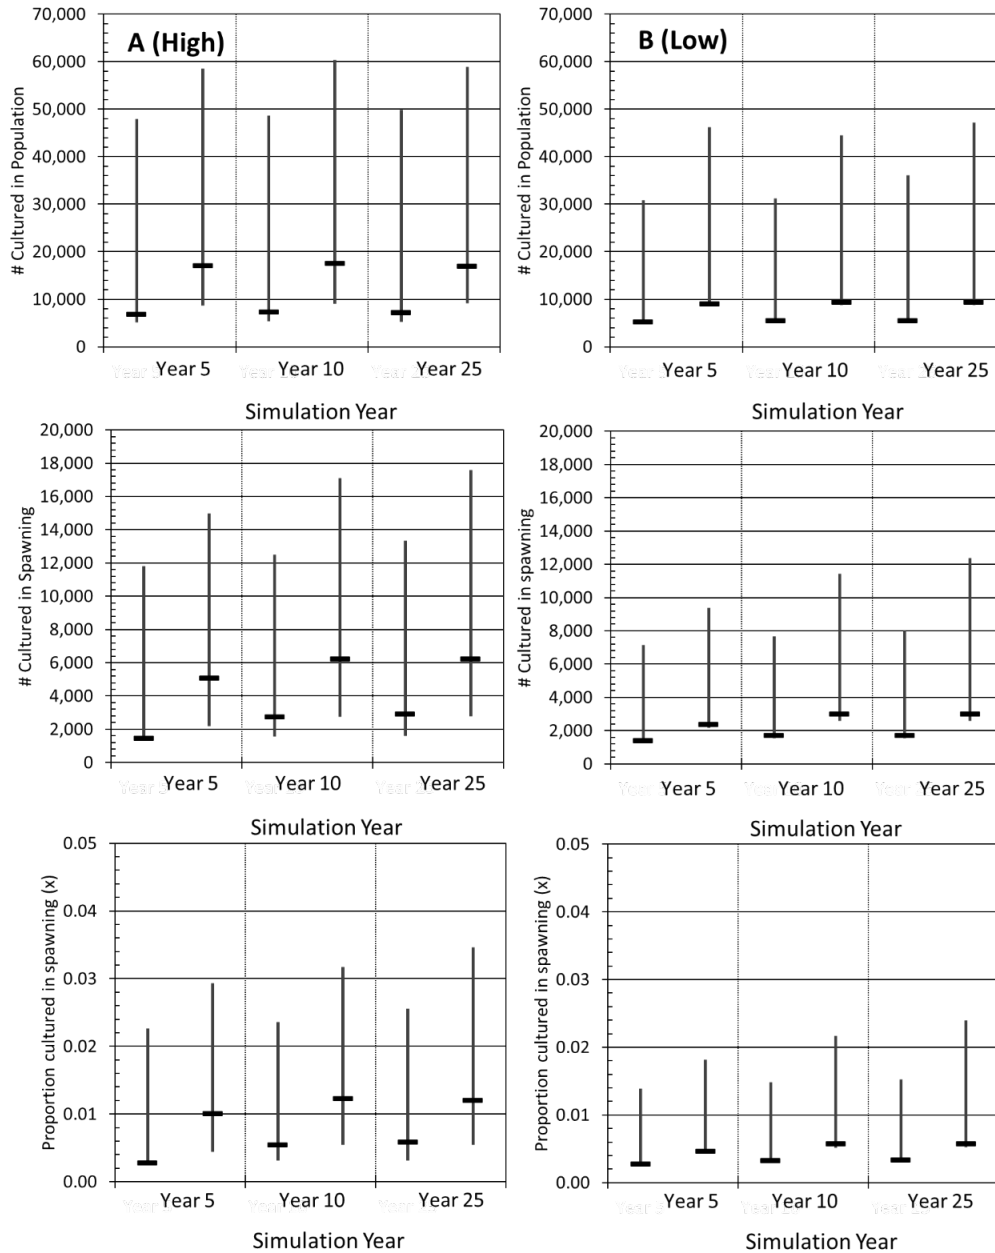 A (High)
# Cultured in Population
70,000
60,000
50,000
40,000
30,000
20,000
10,000
0
Year 5 Year 10 Year 25
Simulation Year
B (Low)
# Cultured in Population
70,000
60,000
50,000
40,000
30,000
20,000
10,000
0
Year 5 Year 10 Year 25
Simulation Year
# Cultured in Spawning
20,000
18,000
16,000
14,000
12,000
10,000
8,000
6,000
4,000
2,000
0
Year 5 Year 10 Year 25
Simulation Year
# Cultured in spawning
20,000
18,000
16,000
14,000
12,000
10,000
8,000
6,000
4,000
2,000
0
Year 5 Year 10 Year 25
Simulation Year
Proportion cultured in spawning (x)
0.05
0.04
0.03
0.02
0.01
0.00
Year 5 Year 10 Year 25
Simulation Year
Proportion cultured in spawning (x)
0.05
0.04
0.03
0.02
0.01
0.00
Year 5 Year 10 Year 25
Simulation Year